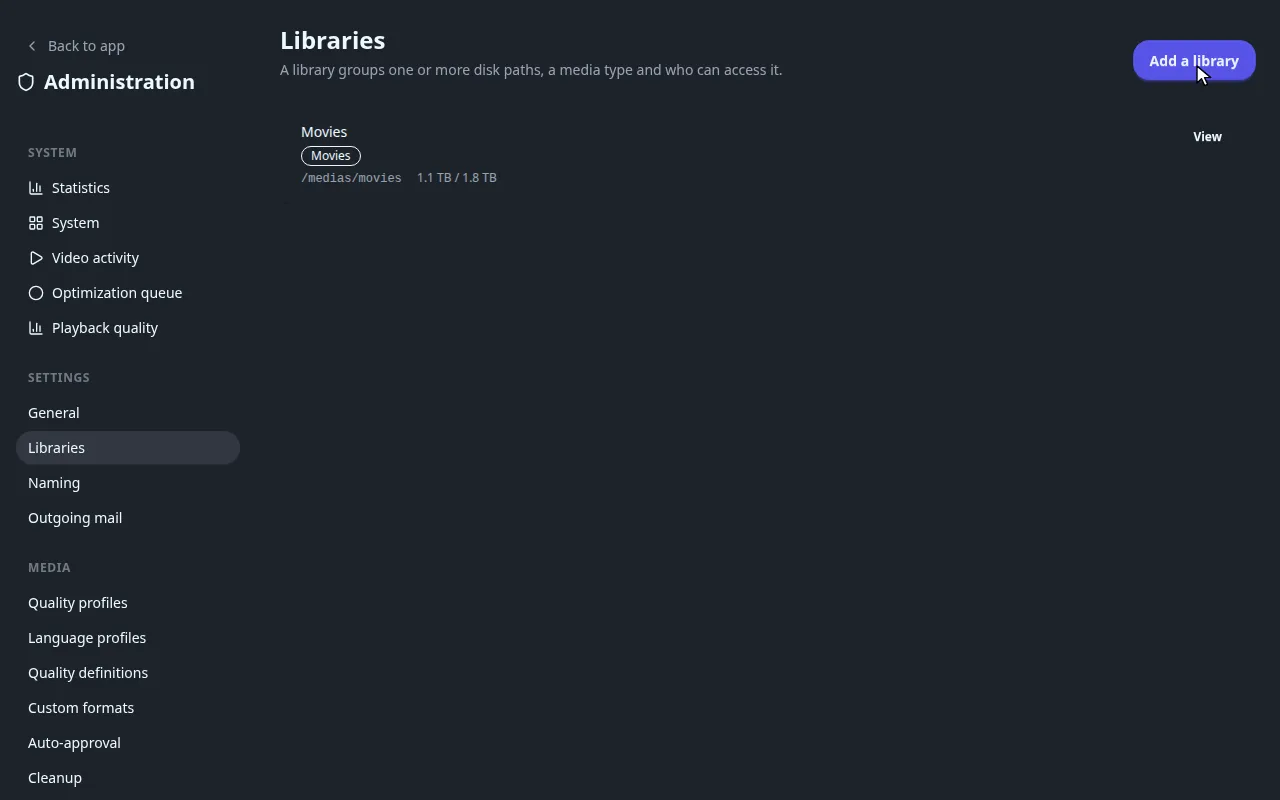 Back to app
Administration
SYSTEM
Statistics
System
Video activity
Optimization queue
Playback quality
SETTINGS
General
Libraries
Naming
Outgoing mail
MEDIA
Quality profiles
Language profiles
Quality definitions
Custom formats
Auto-approval
Cleanup
Libraries
A library groups one or more disk paths, a media type and who can access it.
Add a library
Movies
Movies
/medias/movies 1.1 TB / 1.8 TB
View